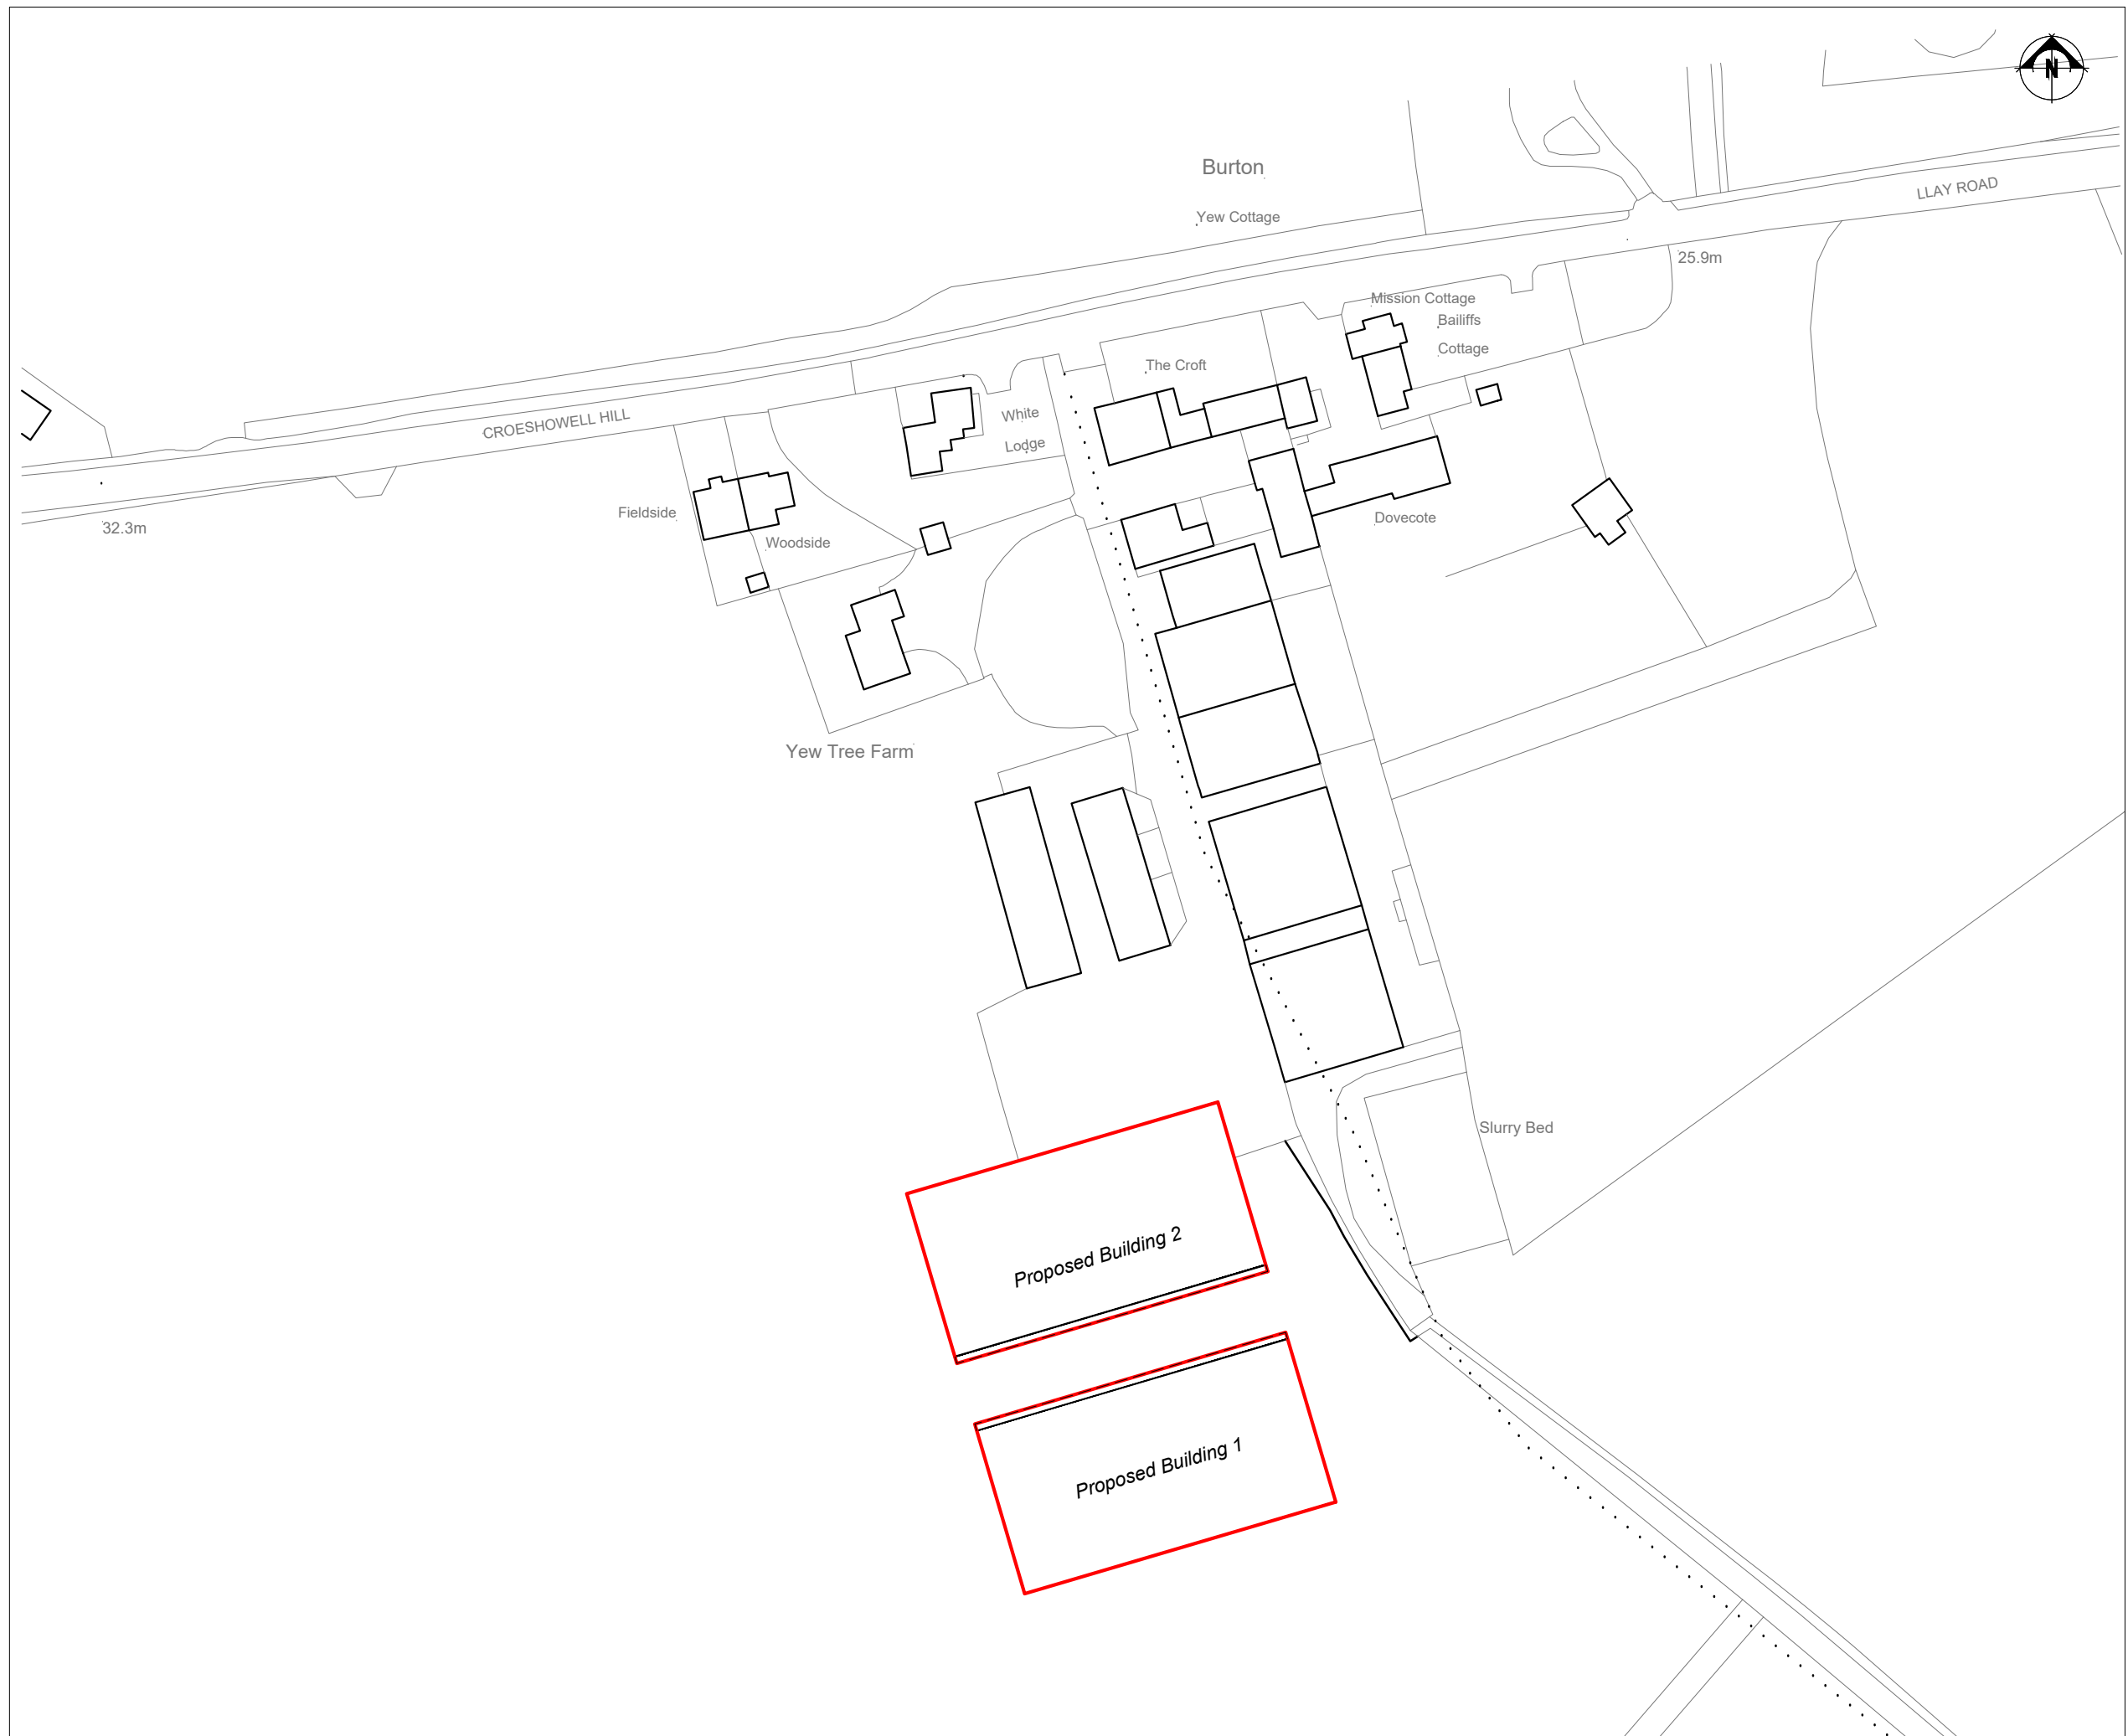 N
Burton
LLAY ROAD
Yew Cottage
25.9m
Mission Cottage
Bailiffs
Cottage
The Croft
White
Lodge
CROESHOWELL HILL
Fieldside
Dovecote
32.3m
Woodside
Yew Tree Farm
Slurry Bed
Proposed Building 2
Proposed Building 1